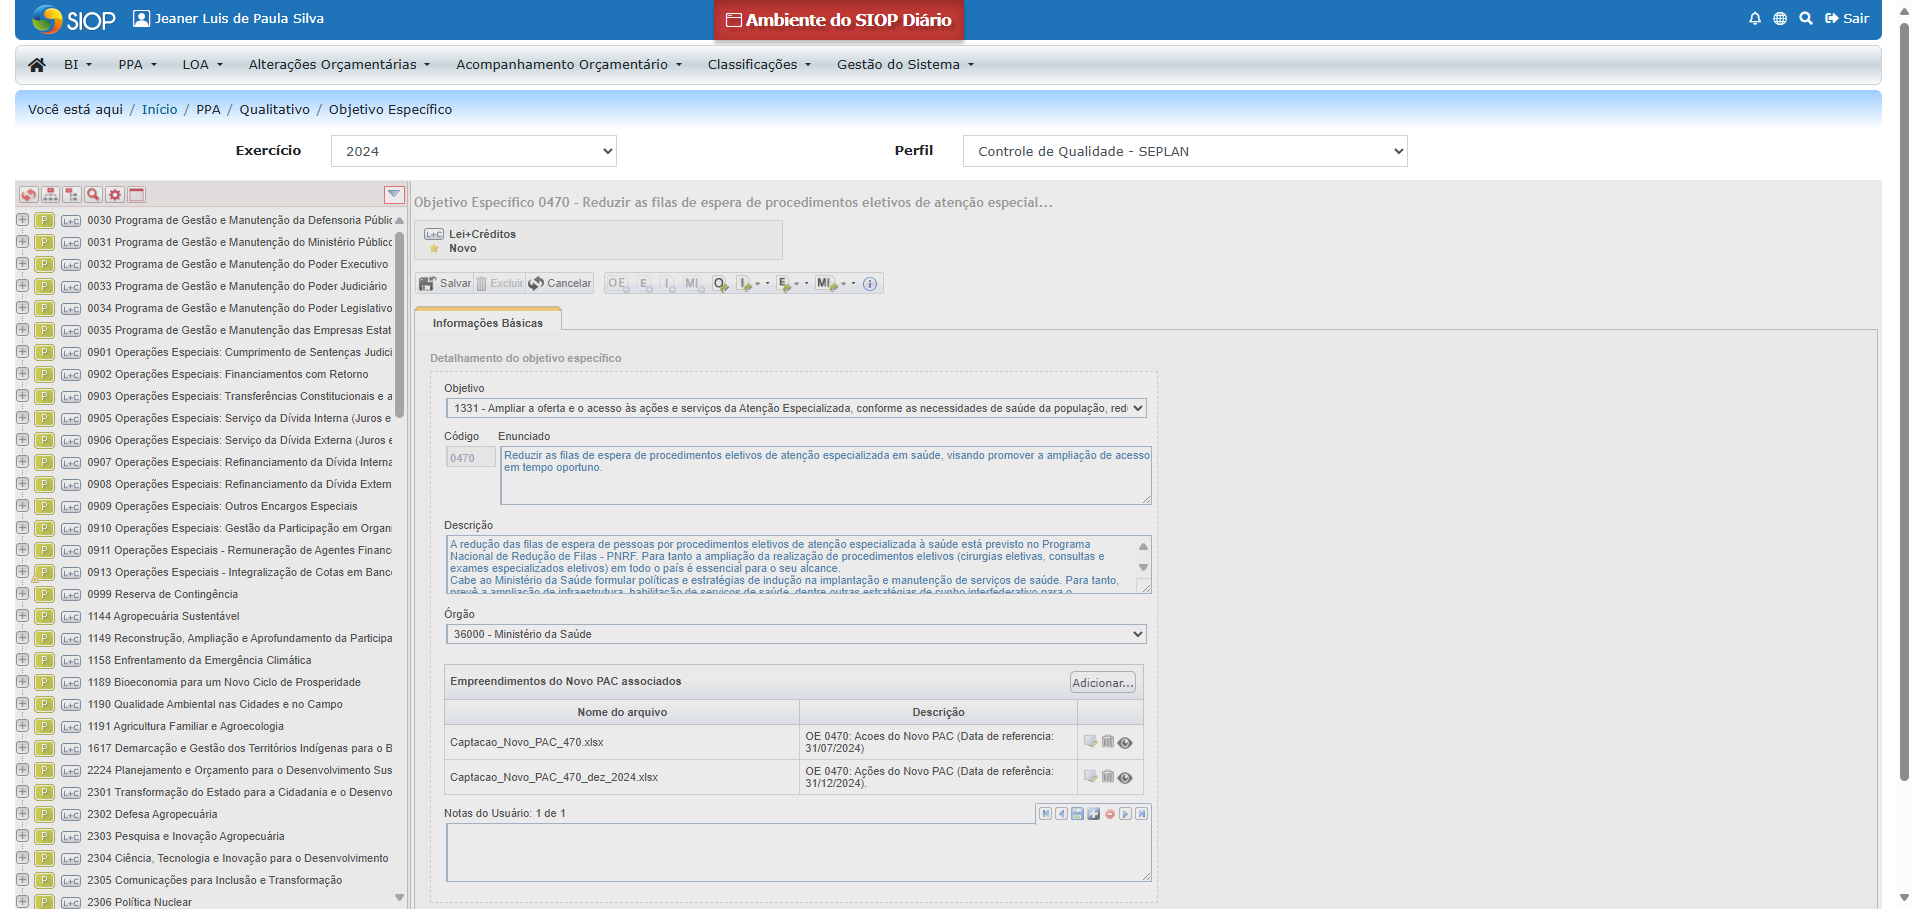 SIOP
Jeaner Luis de Paula Silva
Ambiente do SIOP Diário
Sair
BI
PPA
LOA
Alterações Orçamentárias
Acompanhamento Orçamentário
Classificações
Gestão do Sistema
Você está aqui / Início / PPA / Qualitativo / Objetivo Específico
Exercício
2024
Perfil
Controle de Qualidade - SEPLAN
P L+C 0030 Programa de Gestão e Manutenção da Defensoria Públic
P L+C 0031 Programa de Gestão e Manutenção do Ministério Público
P L+C 0032 Programa de Gestão e Manutenção do Poder Executivo
P L+C 0033 Programa de Gestão e Manutenção do Poder Judiciário
P L+C 0034 Programa de Gestão e Manutenção do Poder Legislativo
P L+C 0035 Programa de Gestão e Manutenção das Empresas Estat
P L+C 0901 Operações Especiais: Cumprimento de Sentenças Judici
P L+C 0902 Operações Especiais: Financiamentos com Retorno
P L+C 0903 Operações Especiais: Transferências Constitucionais e a
P L+C 0905 Operações Especiais: Serviço da Dívida Interna (Juros e
P L+C 0906 Operações Especiais: Serviço da Dívida Externa (Juros e
P L+C 0907 Operações Especiais: Refinanciamento da Dívida Interna
P L+C 0908 Operações Especiais: Refinanciamento da Dívida Extern
P L+C 0909 Operações Especiais: Outros Encargos Especiais
P L+C 0910 Operações Especiais: Gestão da Participação em Organi
P L+C 0911 Operações Especiais - Remuneração de Agentes Financ
P L+C 0913 Operações Especiais - Integralização de Cotas em Banc
P L+C 0999 Reserva de Contingência
P L+C 1144 Agropecuária Sustentável
P L+C 1149 Reconstrução, Ampliação e Aprofundamento da Participa
P L+C 1158 Enfrentamento da Emergência Climática
P L+C 1189 Bioeconomia para um Novo Ciclo de Prosperidade
P L+C 1190 Qualidade Ambiental nas Cidades e no Campo
P L+C 1191 Agricultura Familiar e Agroecologia
P L+C 1617 Demarcação e Gestão dos Territórios Indígenas para o B
P L+C 2224 Planejamento e Orçamento para o Desenvolvimento Sus
P L+C 2301 Transformação do Estado para a Cidadania e o Desenvo
P L+C 2302 Defesa Agropecuária
P L+C 2303 Pesquisa e Inovação Agropecuária
P L+C 2304 Ciência, Tecnologia e Inovação para o Desenvolvimento
P L+C 2305 Comunicações para Inclusão e Transformação
P L+C 2306 Política Nuclear
Objetivo Específico 0470 - Reduzir as filas de espera de procedimentos eletivos de atenção especial...
L+C Lei+Créditos
Novo
Salvar Excluir Cancelar OE E I MI O I E MI
Informações Básicas
Detalhamento do objetivo específico
Objetivo
1331 - Ampliar a oferta e o acesso às ações e serviços da Atenção Especializada, conforme as necessidades de saúde da população, redu
Código Enunciado
0470
Reduzir as filas de espera de procedimentos eletivos de atenção especializada em saúde, visando promover a ampliação de acesso
em tempo oportuno.
Descrição
A redução das filas de espera de pessoas por procedimentos eletivos de atenção especializada à saúde está previsto no Programa
Nacional de Redução de Filas - PNRF. Para tanto a ampliação da realização de procedimentos eletivos (cirurgias eletivas, consultas e
exames especializados eletivos) em todo o país é essencial para o seu alcance.
Cabe ao Ministério da Saúde formular políticas e estratégias de indução na implantação e manutenção de serviços de saúde. Para tanto,
prevê a ampliação de infraestrutura, habilitação de serviços de saúde, dentre outras estratégias de cunho interfederativo para o
Órgão
36000 - Ministério da Saúde
Empreendimentos do Novo PAC associados
Adicionar...
Nome do arquivo Descrição
Captacao_Novo_PAC_470.xlsx
OE 0470: Acoes do Novo PAC (Data de referencia:
31/07/2024)
Captacao_Novo_PAC_470_dez_2024.xlsx
OE 0470: Ações do Novo PAC (Data de referência:
31/12/2024).
Notas do Usuário: 1 de 1